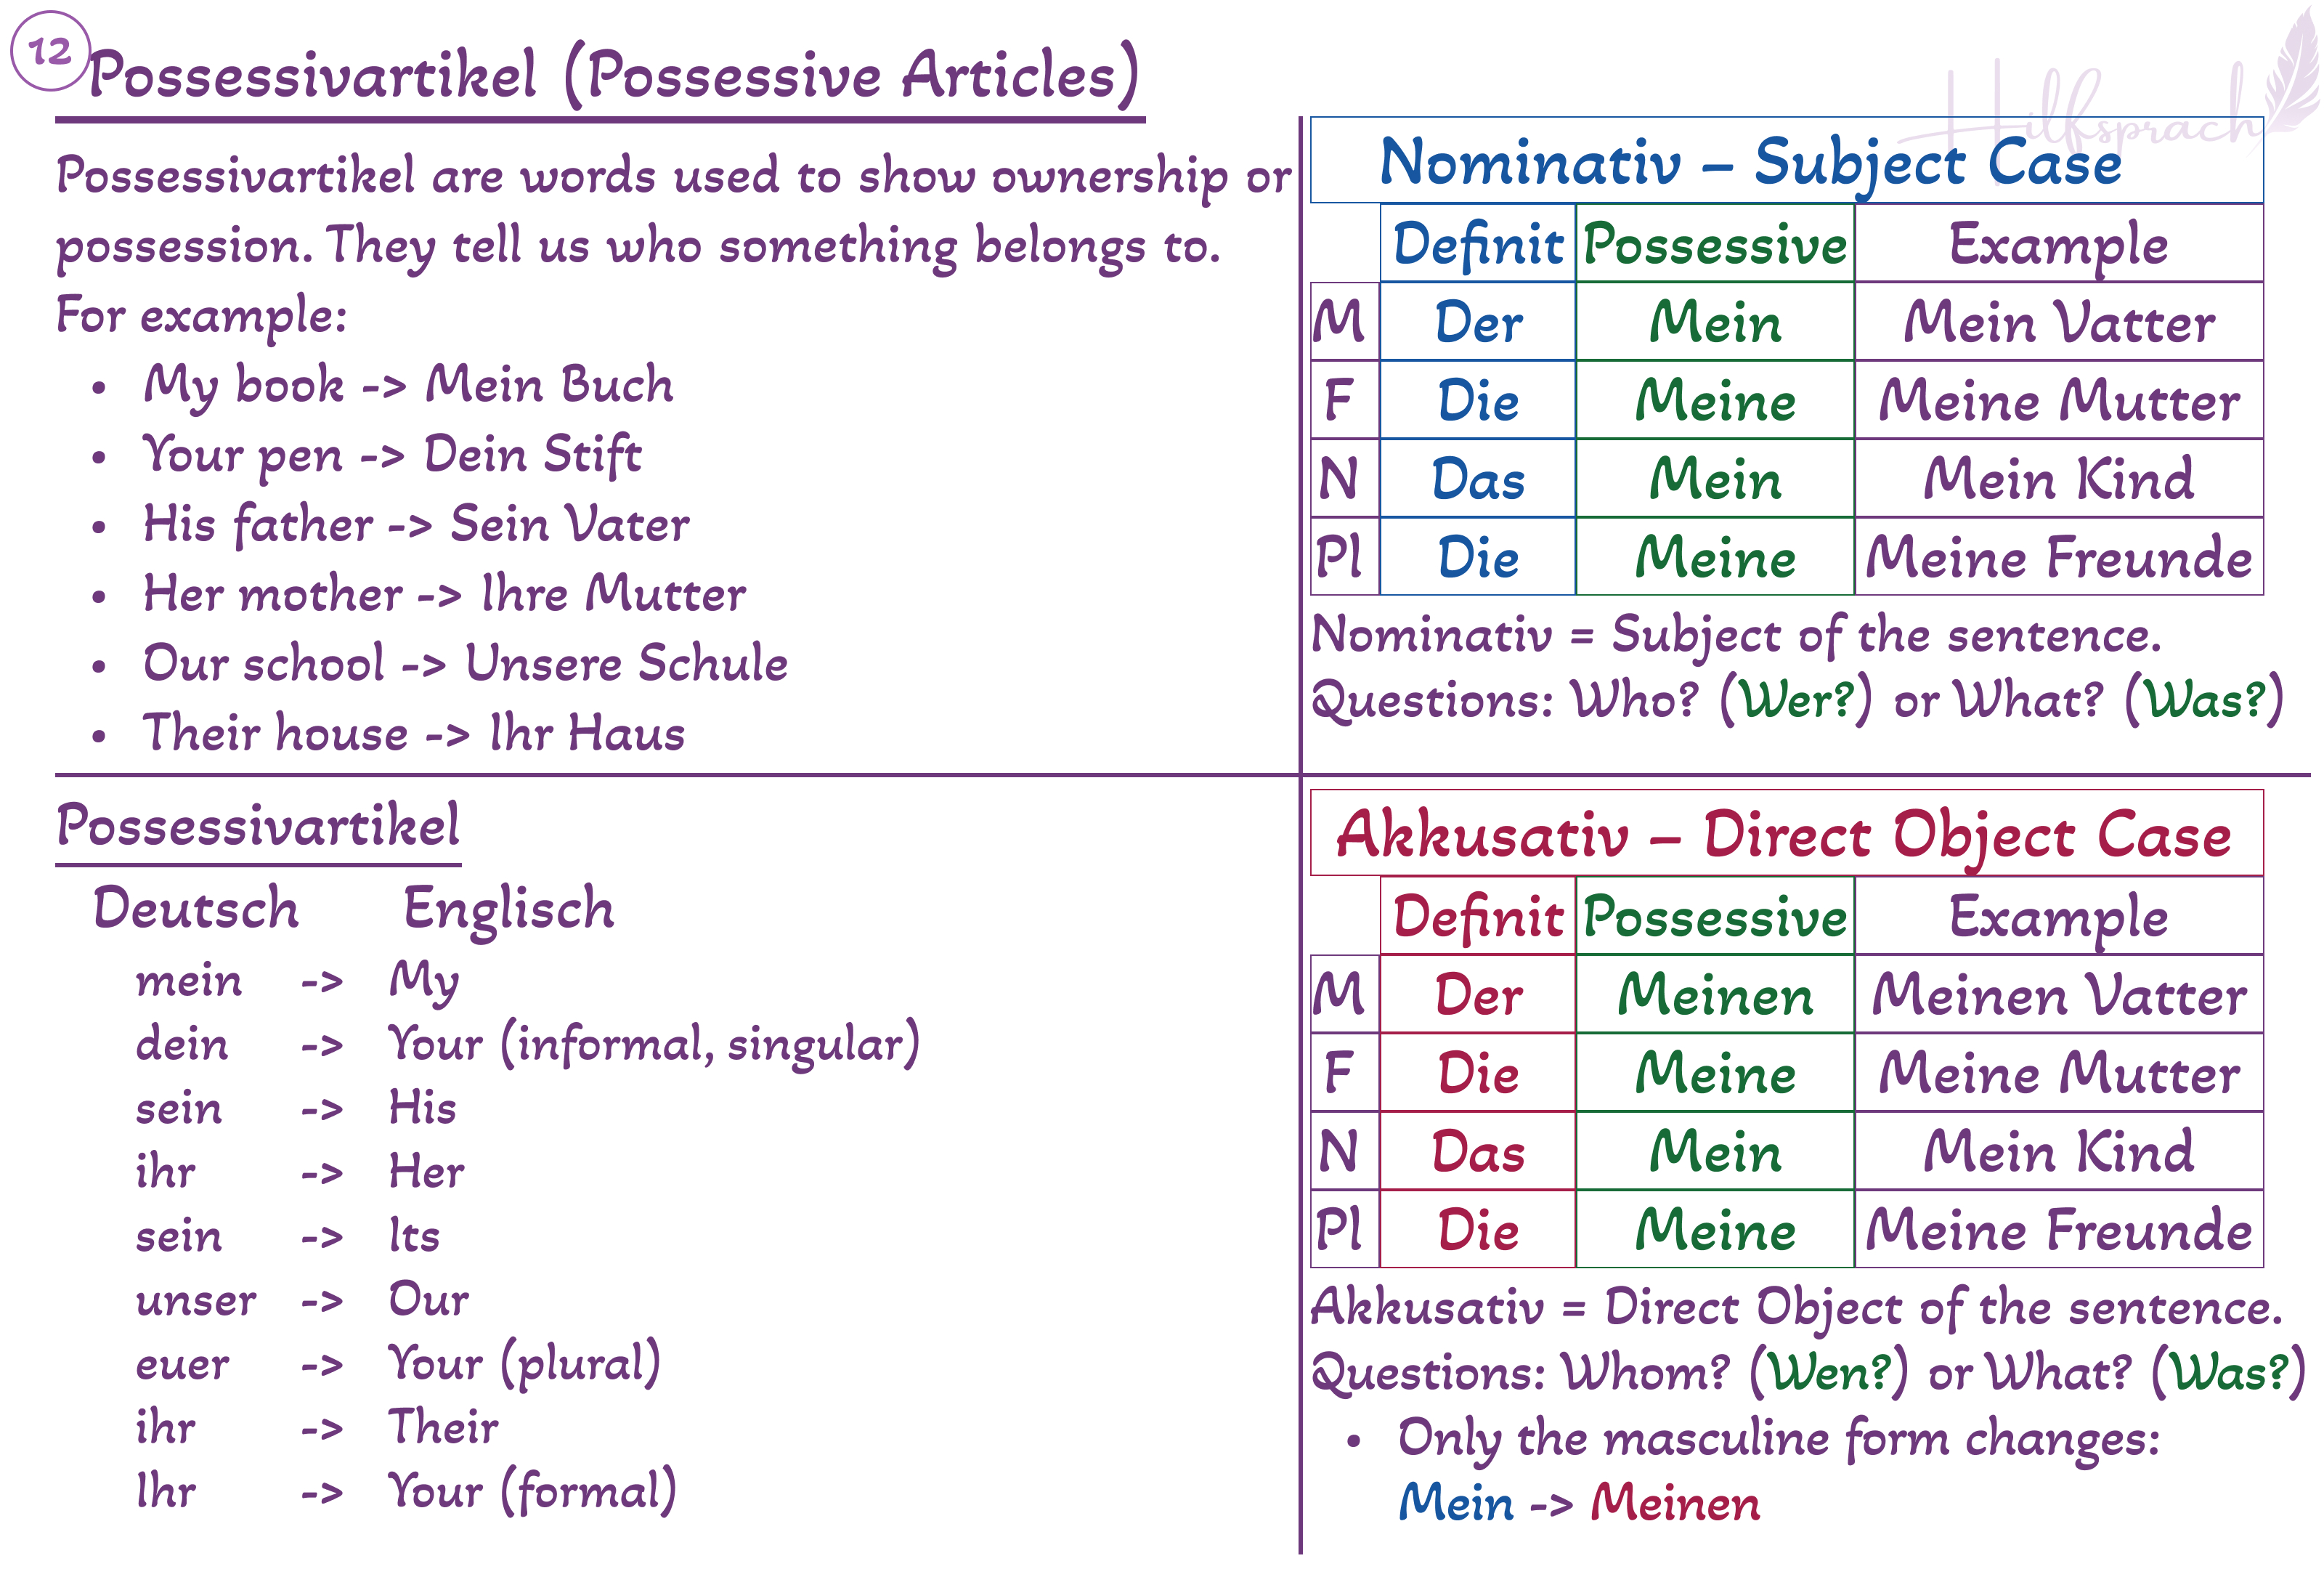 12
Possessivartikel (Possessive Articles)
Hilfsprach
Possessivartikel are words used to show ownership or
possession. They tell us who something belongs to.
For example:
• My book -> Mein Buch
• Your pen -> Dein Stift
• His father -> Sein Vater
• Her mother -> Ihre Mutter
• Our school -> Unsere Schule
• Their house -> Ihr Haus
Nominativ – Subject Case
Definit Possessive Example
M Der Mein Mein Vatter
F Die Meine Meine Mutter
N Das Mein Mein Kind
Pl Die Meine Meine Freunde
Nominativ = Subject of the sentence.
Questions: Who? (Wer?) or What? (Was?)
Possessivartikel
Deutsch Englisch
mein -> My
dein -> Your (informal, singular)
sein -> His
ihr -> Her
sein -> Its
unser -> Our
euer -> Your (plural)
ihr -> Their
Ihr -> Your (formal)
Akkusativ – Direct Object Case
Definit Possessive Example
M Der Meinen Meinen Vatter
F Die Meine Meine Mutter
N Das Mein Mein Kind
Pl Die Meine Meine Freunde
Akkusativ = Direct Object of the sentence.
Questions: Whom? (Wen?) or What? (Was?)
• Only the masculine form changes:
Mein -> Meinen